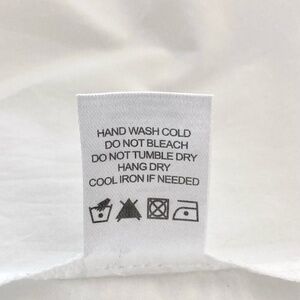 HAND WASH COLD
DO NOT BLEACH
DO NOT TUMBLE DRY
HANG DRY
COOL IRON IF NEEDED